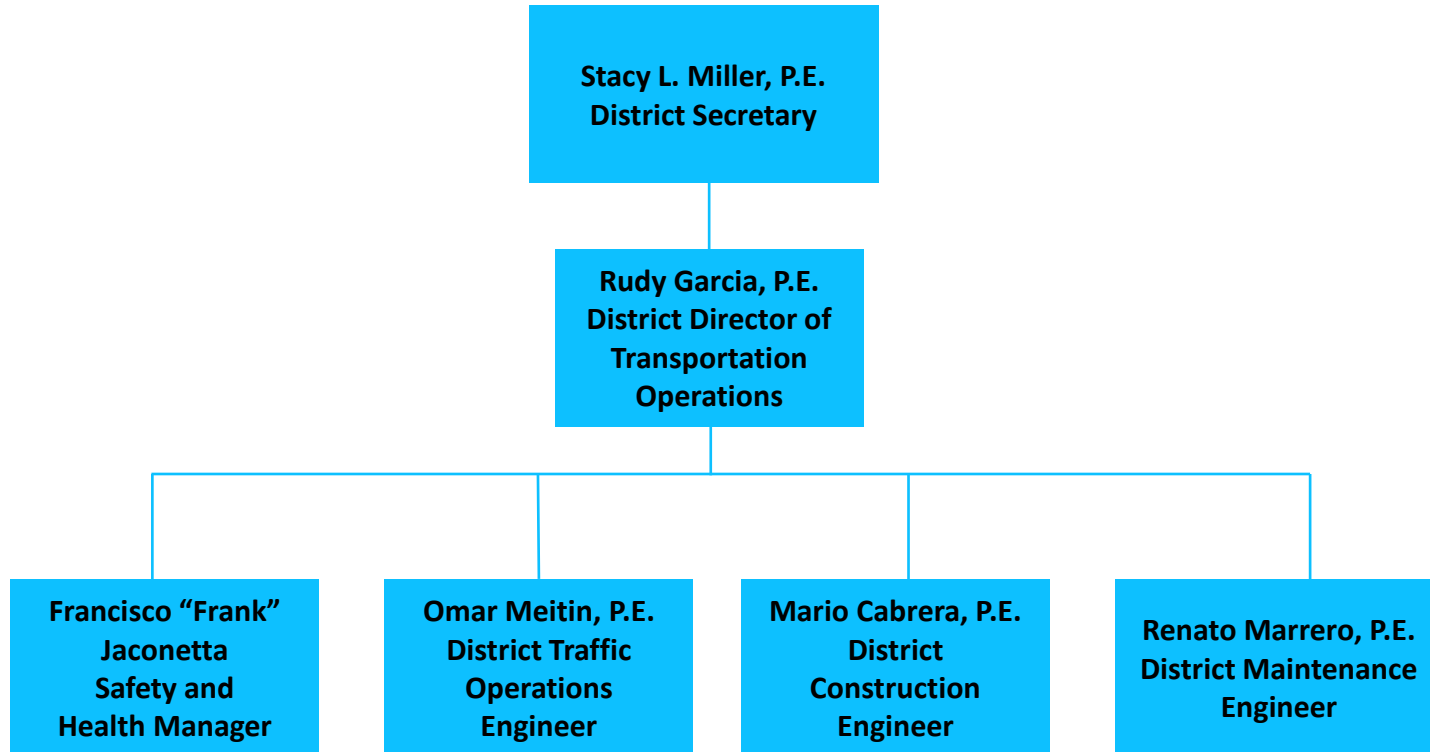 Stacy L. Miller, P.E.
District Secretary
Rudy Garcia, P.E.
District Director of
Transportation
Operations
Francisco “Frank”
Jaconetta
Safety and
Health Manager
Omar Meitin, P.E.
District Traffic
Operations
Engineer
Mario Cabrera, P.E.
District
Construction
Engineer
Renato Marrero, P.E.
District Maintenance
Engineer